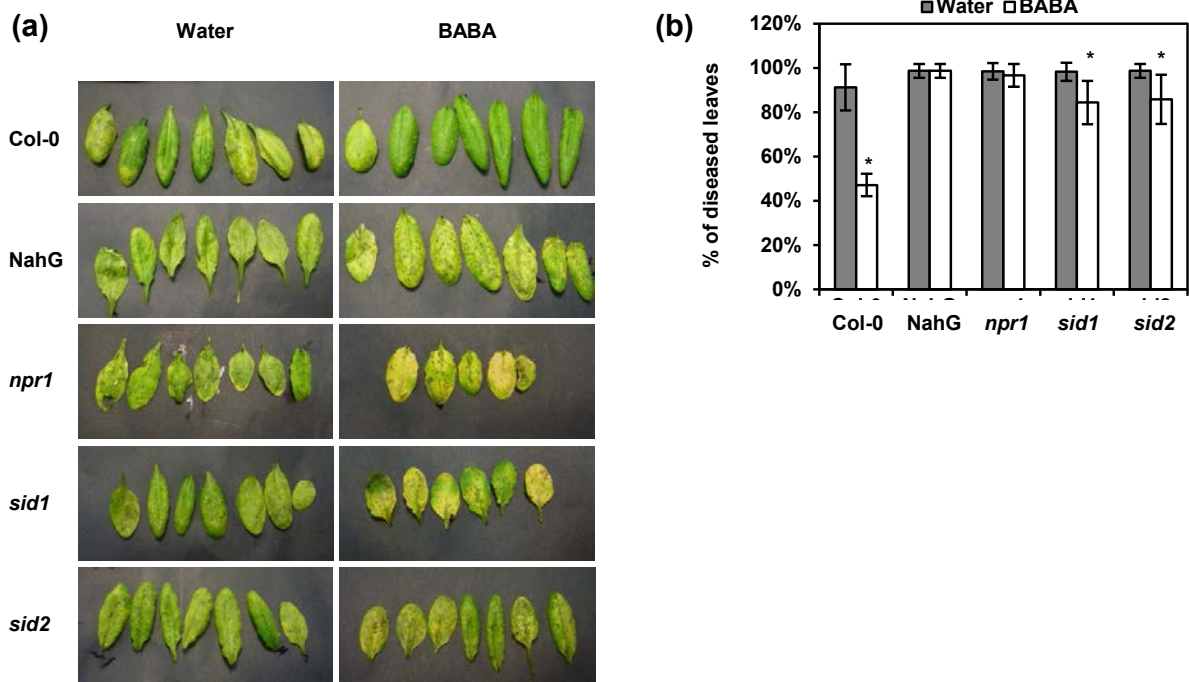 (a)
Water
BABA
Col-0
NahG
npr1
sid1
sid2
(b)
Water BABA
% of diseased leaves
120%
100%
80%
60%
40%
20%
0%
*
*
*
Col-0 NahG npr1 sid1 sid2